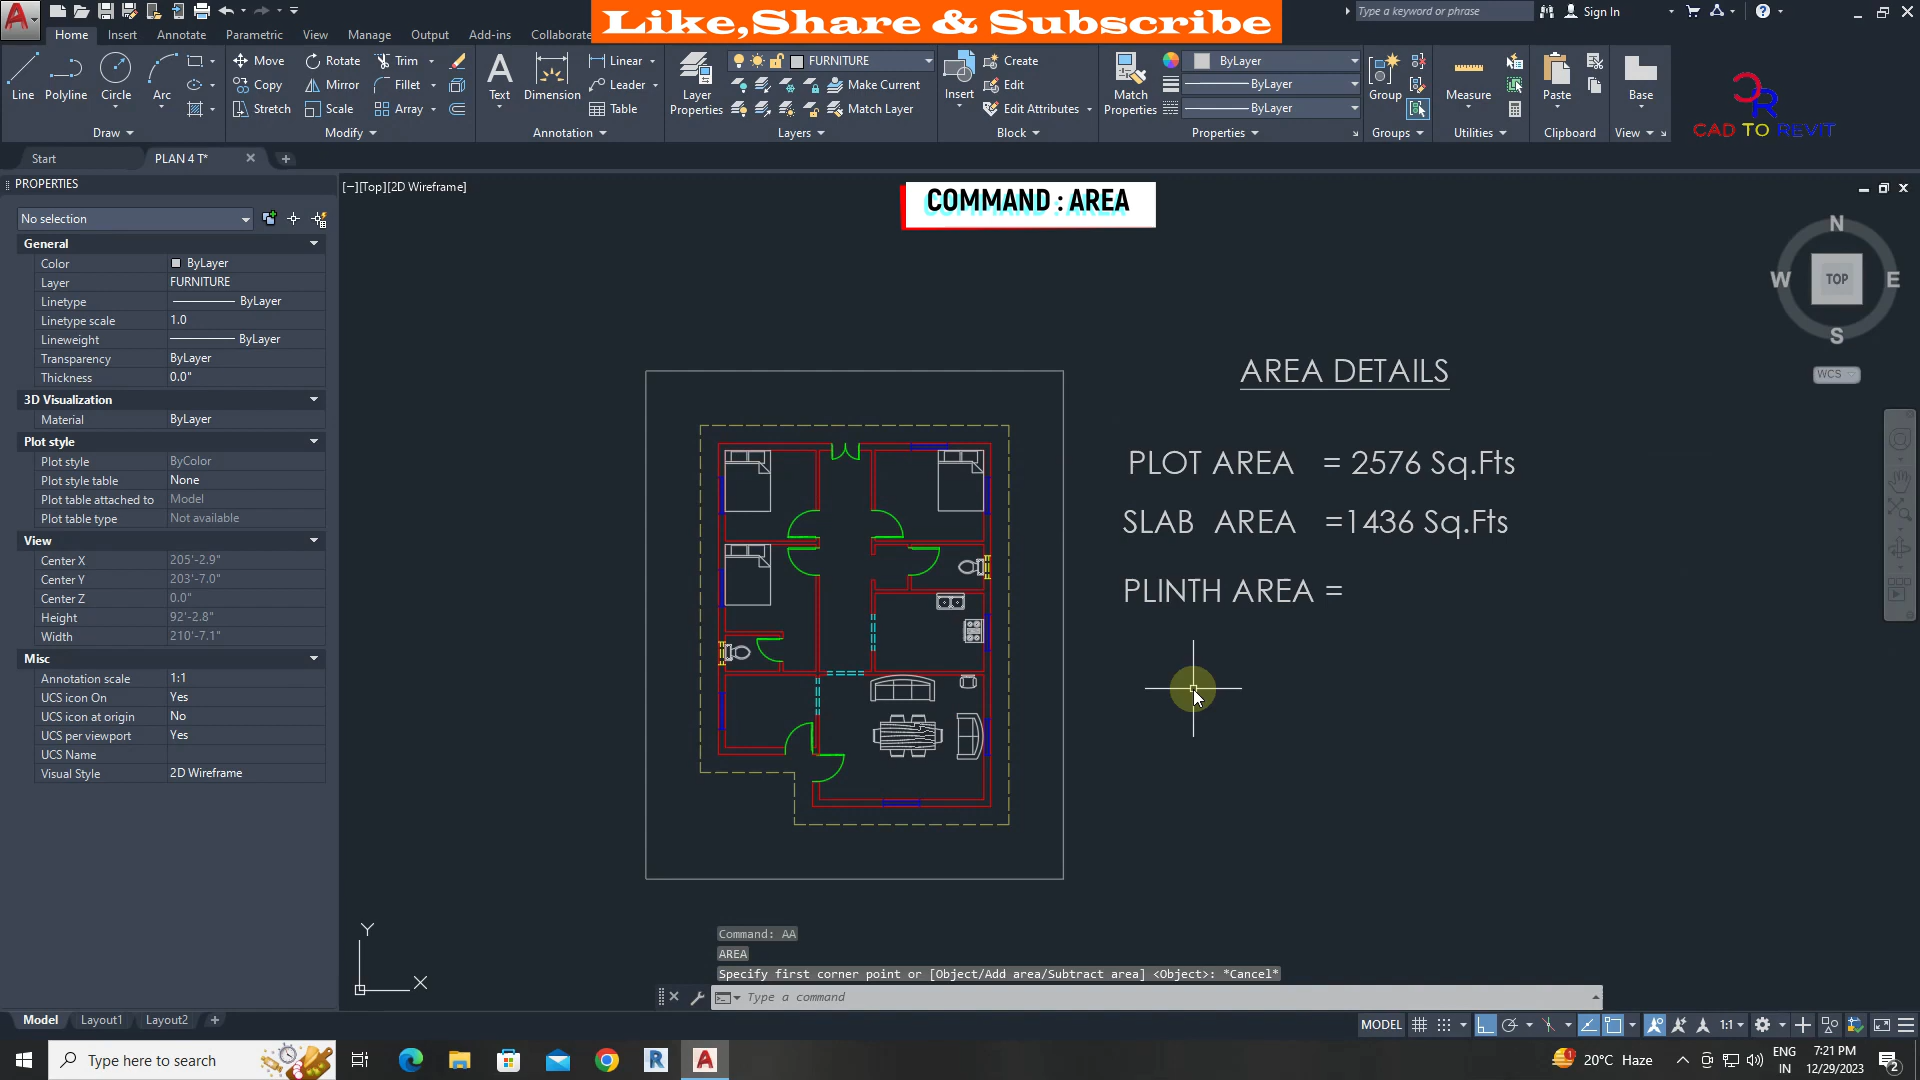 Like,Share & Subscribe
Type a keyword or phrase
Sign In
Home Insert Annotate Parametric View Manage Output Add-ins Collaborate
Line Polyline Circle Arc
Move Rotate Trim
Copy Mirror Fillet
Stretch Scale Array
Text Dimension
Linear
Leader
Table
Layer Properties
FURNITURE
Make Current
Match Layer
Insert
Create
Edit
Edit Attributes
Match Properties
ByLayer
ByLayer
ByLayer
Group Measure Paste Base
CAD TO REVIT
Draw Modify Annotation Layers Block Properties Groups Utilities Clipboard View
Start PLAN 4 T*
PROPERTIES
No selection
General
Color ByLayer
Layer FURNITURE
Linetype ByLayer
Linetype scale 1.0
Lineweight ByLayer
Transparency ByLayer
Thickness 0.0"
3D Visualization
Material ByLayer
Plot style
Plot style ByColor
Plot style table None
Plot table attached to Model
Plot table type Not available
View
Center X 205'-2.9"
Center Y 203'-7.0"
Center Z 0.0"
Height 92'-2.8"
Width 210'-7.1"
Misc
Annotation scale 1:1
UCS icon On Yes
UCS icon at origin No
UCS per viewport Yes
UCS Name
Visual Style 2D Wireframe
[−][Top][2D Wireframe]
COMMAND : AREA
N
W TOP E
S
WCS
AREA DETAILS
PLOT AREA = 2576 Sq.Fts
SLAB AREA =1436 Sq.Fts
PLINTH AREA =
Y
X
Command: AA
AREA
Specify first corner point or [Object/Add area/Subtract area] <Object>: *Cancel*
Type a command
Model Layout1 Layout2
MODEL 1:1
Type here to search
20°C Haze
ENG
IN
7:21 PM
12/29/2023
2